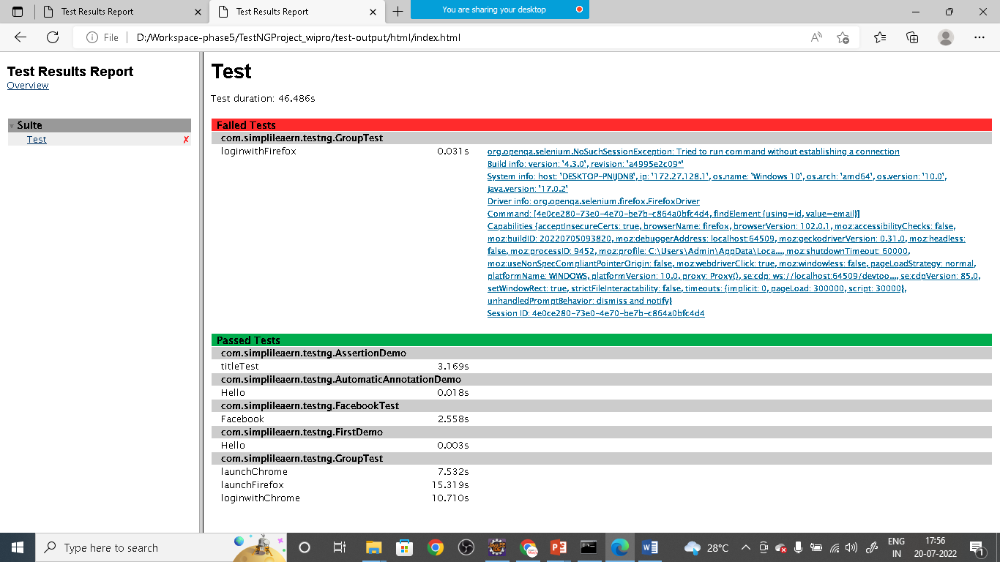 Test Results Report
Test Results Report
You are sharing your desktop
File
D:/Workspace-phase5/TestNGProject_wipro/test-output/html/index.html
Test Results Report
Overview
Suite
Test
✗
Test
Test duration: 46.486s
Failed Tests
com.simplilearn.testng.GroupTest
loginwithFirefox 0.031s
org.openqa.selenium.NoSuchSessionException: Tried to run command without establishing a connection
Build info: version: '4.3.0', revision: 'a4995e2c09*'
System info: host: 'DESKTOP-PNIJDNB', ip: '172.27.128.1', os.name: 'Windows 10', os.arch: 'amd64', os.version: '10.0',
java.version: '17.0.2'
Driver info: org.openqa.selenium.firefox.FirefoxDriver
Command: [4e0ce280-73e0-4e70-be7b-c864a0bfc4d4, findElement {using=id, value=email}]
Capabilities {acceptInsecureCerts: true, browserName: firefox, browserVersion: 102.0.1, moz:accessibilityChecks: false,
moz:buildID: 20220705093820, moz:debuggerAddress: localhost:64509, moz:geckodriverVersion: 0.31.0, moz:headless:
false, moz:processID: 9452, moz:profile: C:\Users\Admin\AppData\Loca..., moz:shutdownTimeout: 60000,
moz:useNonSpecCompliantPointerOrigin: false, moz:webdriverClick: true, moz:windowless: false, pageLoadStrategy: normal,
platformName: WINDOWS, platformVersion: 10.0, proxy: Proxy(), se:cdp: ws://localhost:64509/devtoo..., se:cdpVersion: 85.0,
setWindowRect: true, strictFileInteractability: false, timeouts: {implicit: 0, pageLoad: 300000, script: 30000},
unhandledPromptBehavior: dismiss and notify}
Session ID: 4e0ce280-73e0-4e70-be7b-c864a0bfc4d4
Passed Tests
com.simplileaern.testng.AssertionDemo
titleTest 3.169s
com.simplileaern.testng.AutomaticAnnotationDemo
Hello 0.018s
com.simplileaern.testng.FacebookTest
Facebook 2.558s
com.simplileaern.testng.FirstDemo
Hello 0.003s
com.simplileaern.testng.GroupTest
launchChrome 7.532s
launchFirefox 15.319s
loginwithChrome 10.710s
Type here to search
28°C
ENG
IN
17:56
20-07-2022
1